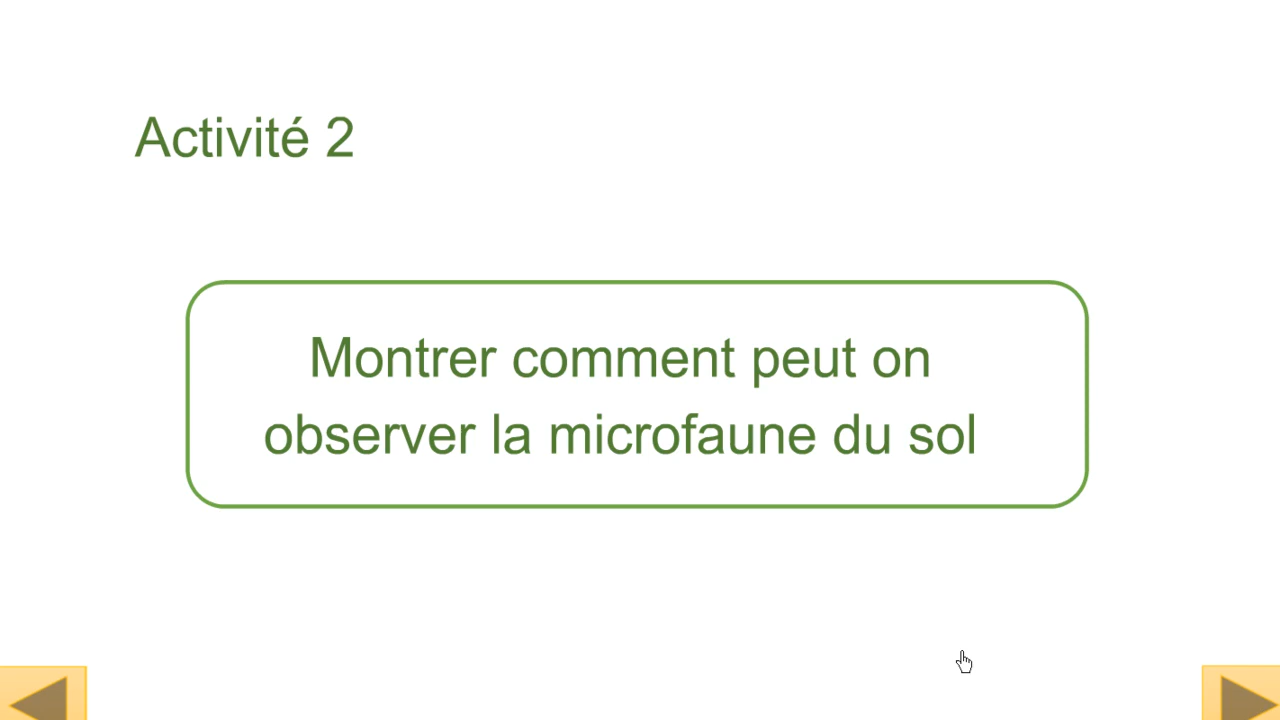 Activité 2
Montrer comment peut on
observer la microfaune du sol